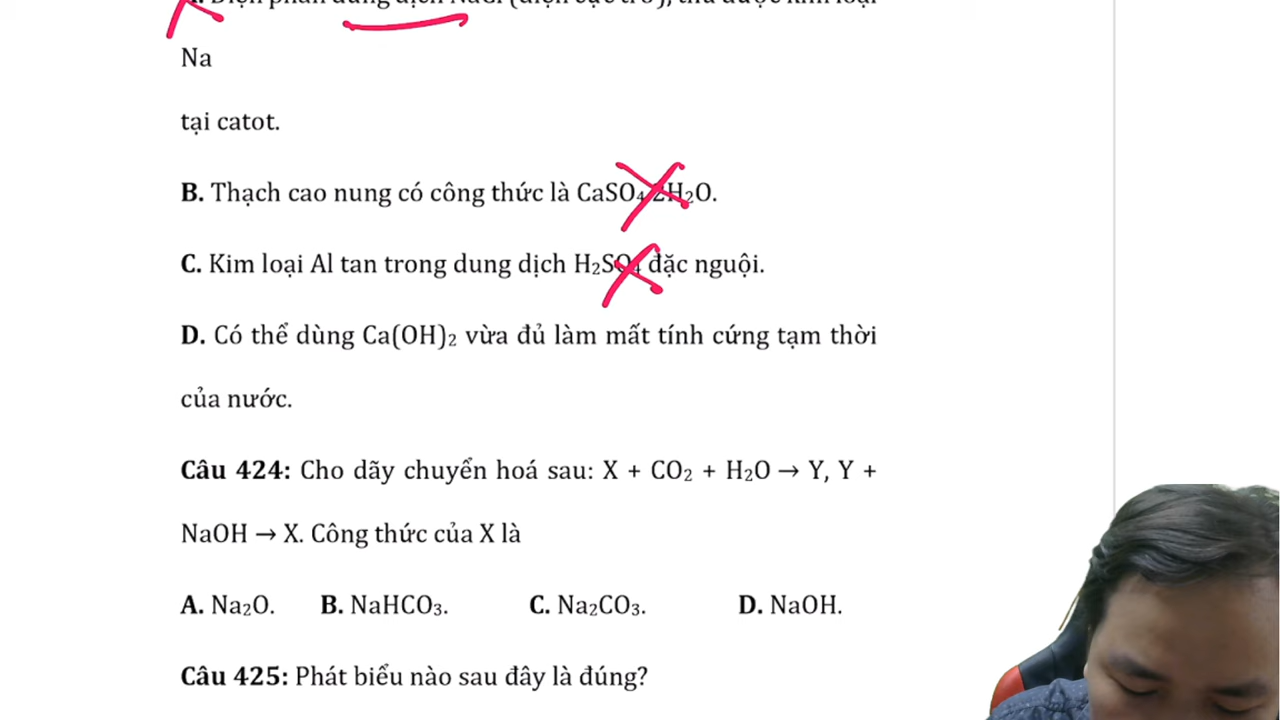 Na
tại catot.
B. Thạch cao nung có công thức là CaSO₄.2H₂O.
C. Kim loại Al tan trong dung dịch H₂SO₄ đặc nguội.
D. Có thể dùng Ca(OH)₂ vừa đủ làm mất tính cứng tạm thời
của nước.
Câu 424: Cho dãy chuyển hoá sau: X + CO₂ + H₂O → Y, Y +
NaOH → X. Công thức của X là
A. Na₂O. B. NaHCO₃. C. Na₂CO₃. D. NaOH.
Câu 425: Phát biểu nào sau đây là đúng?